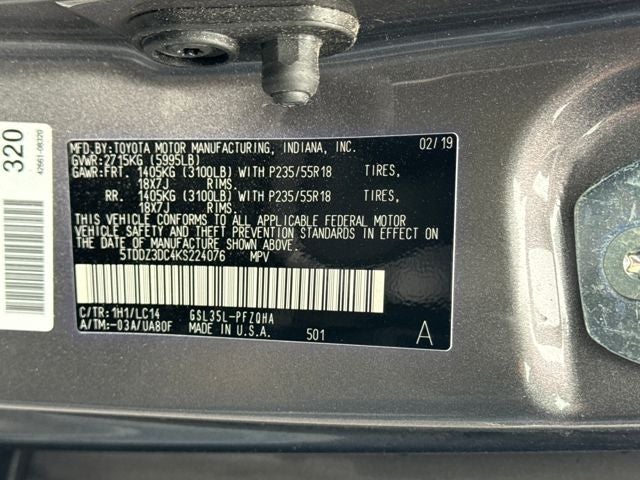 320
42661-08320
MFD.BY:TOYOTA MOTOR MANUFACTURING, INDIANA, INC. 02/19
GVWR:2715KG (5995LB)
GAWR:FRT. 1405KG (3100LB) WITH P235/55R18 TIRES,
18X7J RIMS.
RR. 1405KG (3100LB) WITH P235/55R18 TIRES,
18X7J RIMS.
THIS VEHICLE CONFORMS TO ALL APPLICABLE FEDERAL MOTOR
VEHICLE SAFETY AND THEFT PREVENTION STANDARDS IN EFFECT ON
THE DATE OF MANUFACTURE SHOWN ABOVE.
5TDDZ3DC4KS224076 MPV
C/TR:1H1/LC14 GSL35L-PFZQHA
A/TM:-03A/UA80F MADE IN U.S.A. 501 A